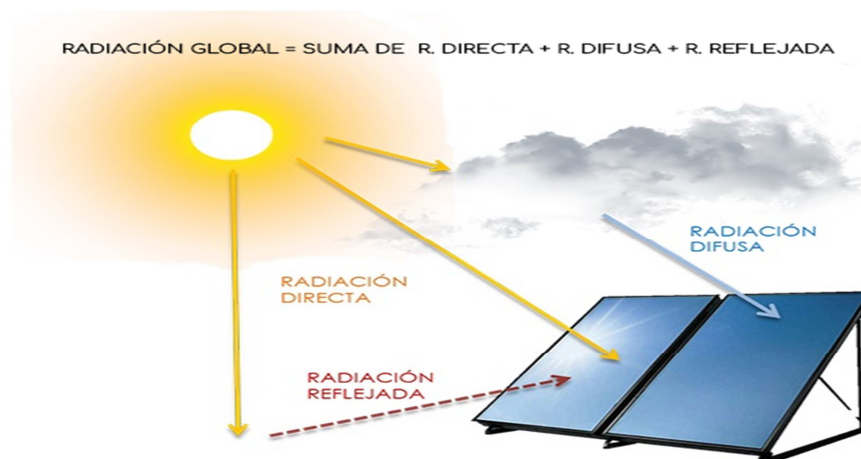 RADIACIÓN GLOBAL = SUMA DE R. DIRECTA + R. DIFUSA + R. REFLEJADA
RADIACIÓN
DIFUSA
RADIACIÓN
DIRECTA
RADIACIÓN
REFLEJADA